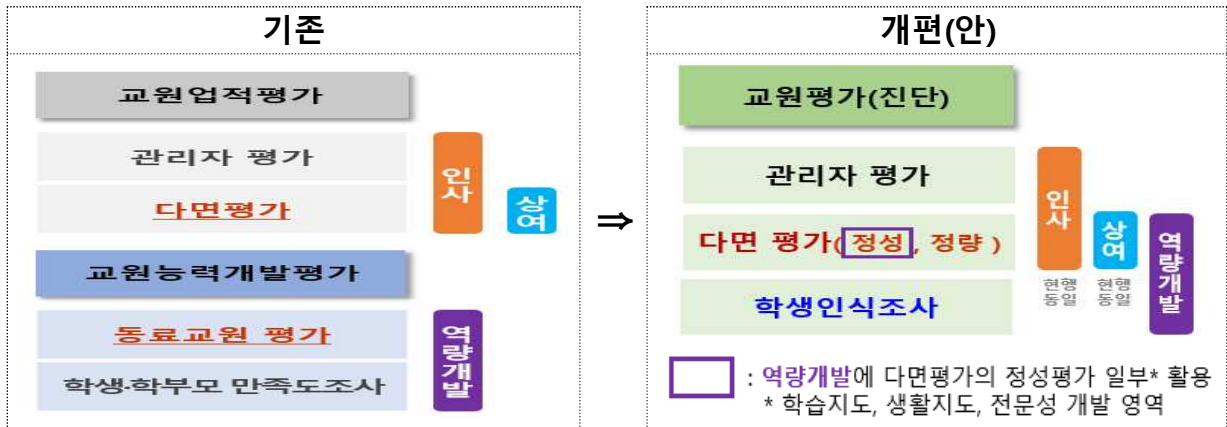 기존
교원업적평가
관리자 평가
다면평가
인사
상여
교원능력개발평가
동료교원 평가
학생·학부모 만족도조사
역량개발
⇒
개편(안)
교원평가(진단)
관리자 평가
다면 평가( 정성 , 정량 )
학생인식조사
인사
현행동일
상여
현행동일
역량개발
: 역량개발에 다면평가의 정성평가 일부* 활용
* 학습지도, 생활지도, 전문성 개발 영역